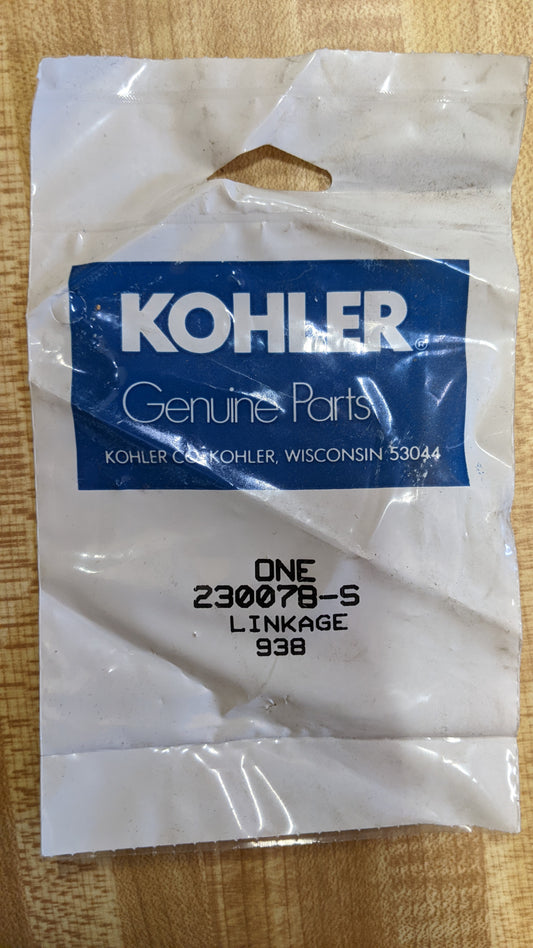 KOHLER®
Genuine Parts
KOHLER CO. KOHLER, WISCONSIN 53044
ONE
230078-S
LINKAGE
938